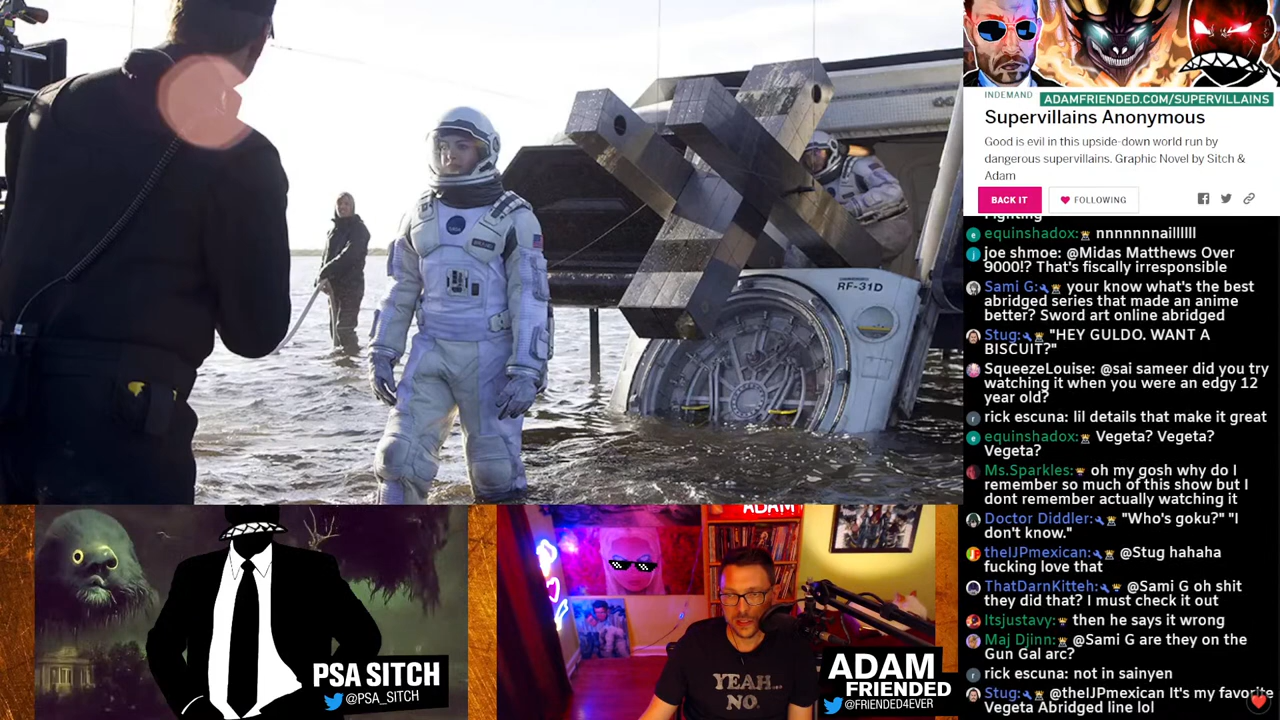 RF-31D
INDEMAND
ADAMFRIENDED.COM/SUPERVILLAINS
Supervillains Anonymous
Good is evil in this upside-down world run by
dangerous supervillains. Graphic Novel by Sitch &
Adam
BACK IT
FOLLOWING
Fighting
equinshadox: nnnnnnnailllllll
joe shmoe: @Midas Matthews Over
9000!? That's fiscally irresponsible
Sami G: your know what's the best
abridged series that made an anime
better? Sword art online abridged
Stug: "HEY GULDO. WANT A
BISCUIT?"
SqueezeLouise: @sai sameer did you try
watching it when you were an edgy 12
year old?
rick escuna: lil details that make it great
equinshadox: Vegeta? Vegeta?
Vegeta?
Ms.Sparkles: oh my gosh why do I
remember so much of this show but I
dont remember actually watching it
Doctor Diddler: "Who's goku?" "I
don't know."
theIJPmexican: @Stug hahaha
fucking love that
ThatDarnKitteh: @Sami G oh shit
they did that? I must check it out
Itsjustavy: then he says it wrong
Maj Djinn: @Sami G are they on the
Gun Gal arc?
rick escuna: not in sainyen
Stug: @theIJPmexican It's my favorite
Vegeta Abridged line lol
PSA SITCH
@PSA_SITCH
ADAM
YEAH...
NO.
ADAM
FRIENDED
@FRIENDED4EVER